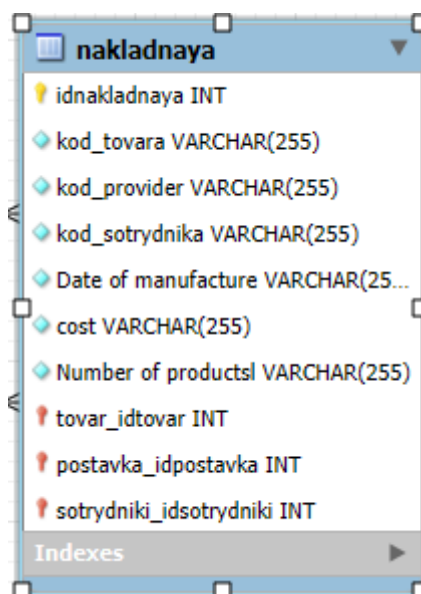 nakladnaya
idnakladnaya INT
kod_tovara VARCHAR(255)
kod_provider VARCHAR(255)
kod_sotrydnika VARCHAR(255)
Date of manufacture VARCHAR(25...
cost VARCHAR(255)
Number of productsl VARCHAR(255)
tovar_idtovar INT
postavka_idpostavka INT
sotrydniki_idsotrydniki INT
Indexes